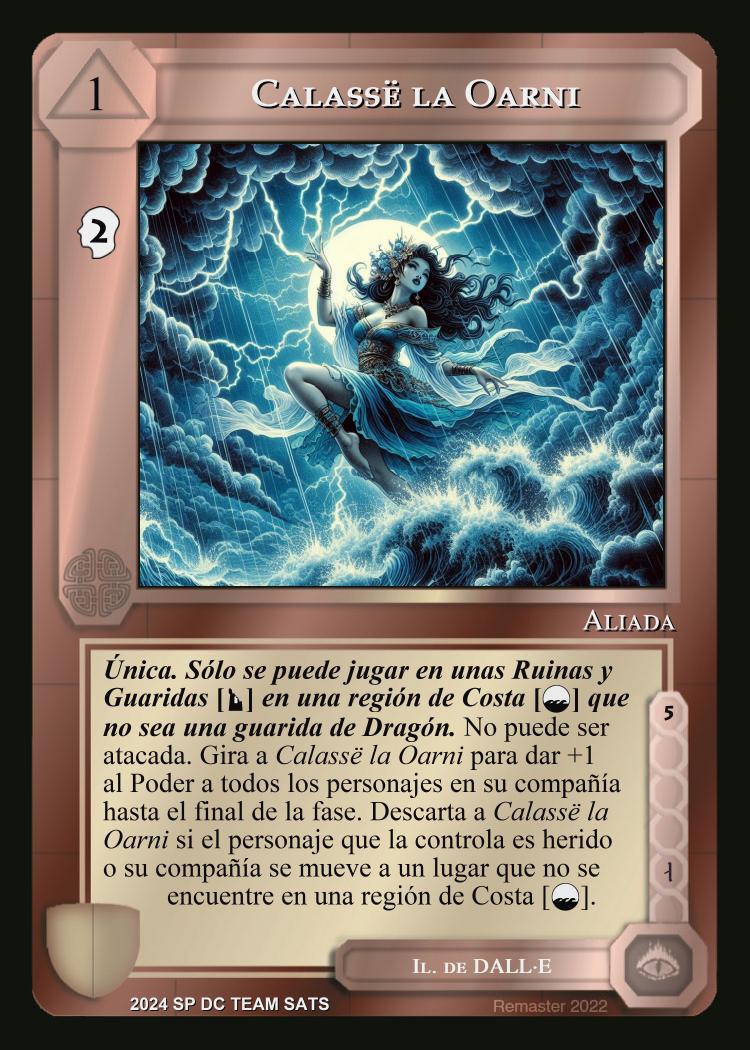 1
Calassë la Oarni
2
Aliada
Única. Sólo se puede jugar en unas Ruinas y
Guaridas [] en una región de Costa [] que
no sea una guarida de Dragón. No puede ser
atacada. Gira a Calassë la Oarni para dar +1
al Poder a todos los personajes en su compañía
hasta el final de la fase. Descarta a Calassë la
Oarni si el personaje que la controla es herido
o su compañía se mueve a un lugar que no se
encuentre en una región de Costa [].
5
Il. de DALL·E
2024 SP DC TEAM SATS
Remaster 2022